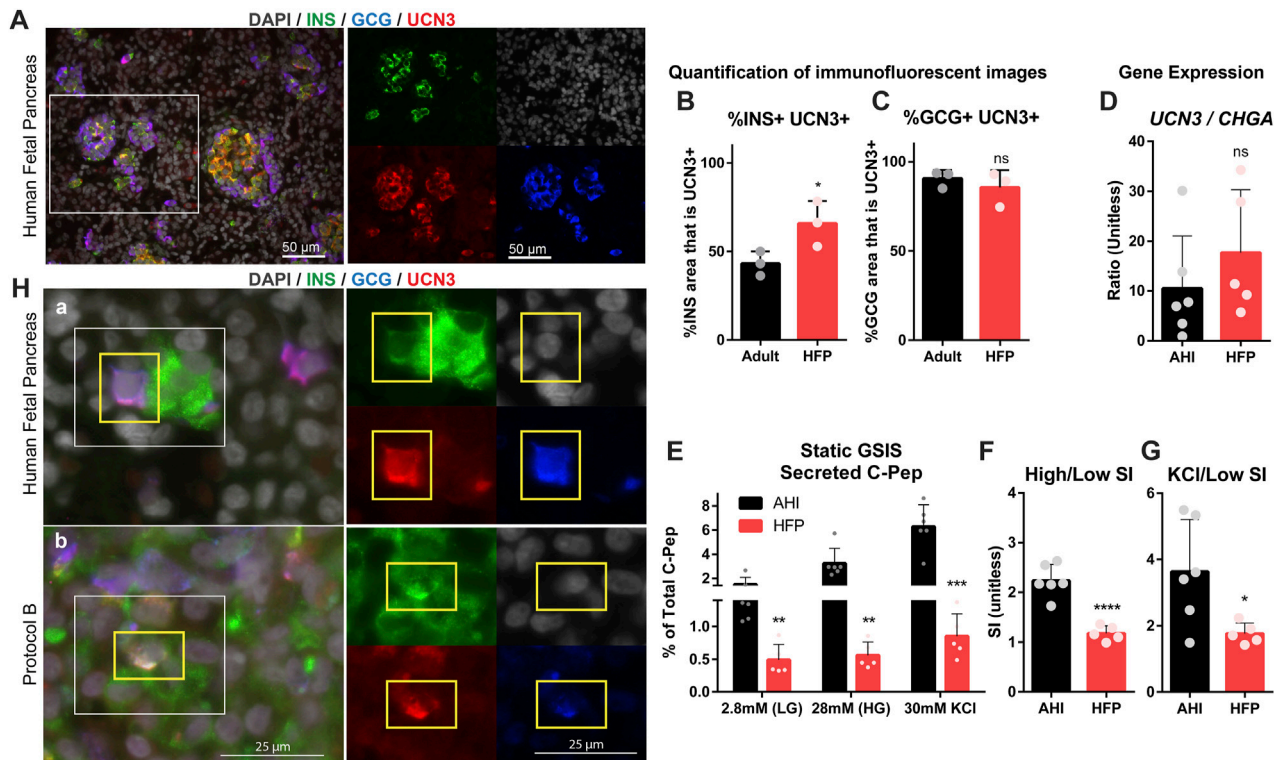 A
DAPI / INS / GCG / UCN3
Human Fetal Pancreas
50 µm
50 µm
Quantification of immunofluorescent images
Gene Expression
B
%INS+ UCN3+
%INS area that is UCN3+
100
50
0
*
Adult
HFP
C
%GCG+ UCN3+
%GCG area that is UCN3+
100
50
0
ns
Adult
HFP
D
UCN3 / CHGA
Ratio (Unitless)
40
30
20
10
0
ns
AHI
HFP
H
DAPI / INS / GCG / UCN3
Human Fetal Pancreas
a
Protocol B
b
25 µm
25 µm
E
Static GSIS
Secreted C-Pep
% of Total C-Pep
8
6
4
2
1.0
0.5
0.0
AHI
HFP
**
**
***
2.8mM (LG)
28mM (HG)
30mM KCl
F
High/Low SI
SI (unitless)
4
3
2
1
0
****
AHI
HFP
G
KCl/Low SI
6
4
2
0
*
AHI
HFP